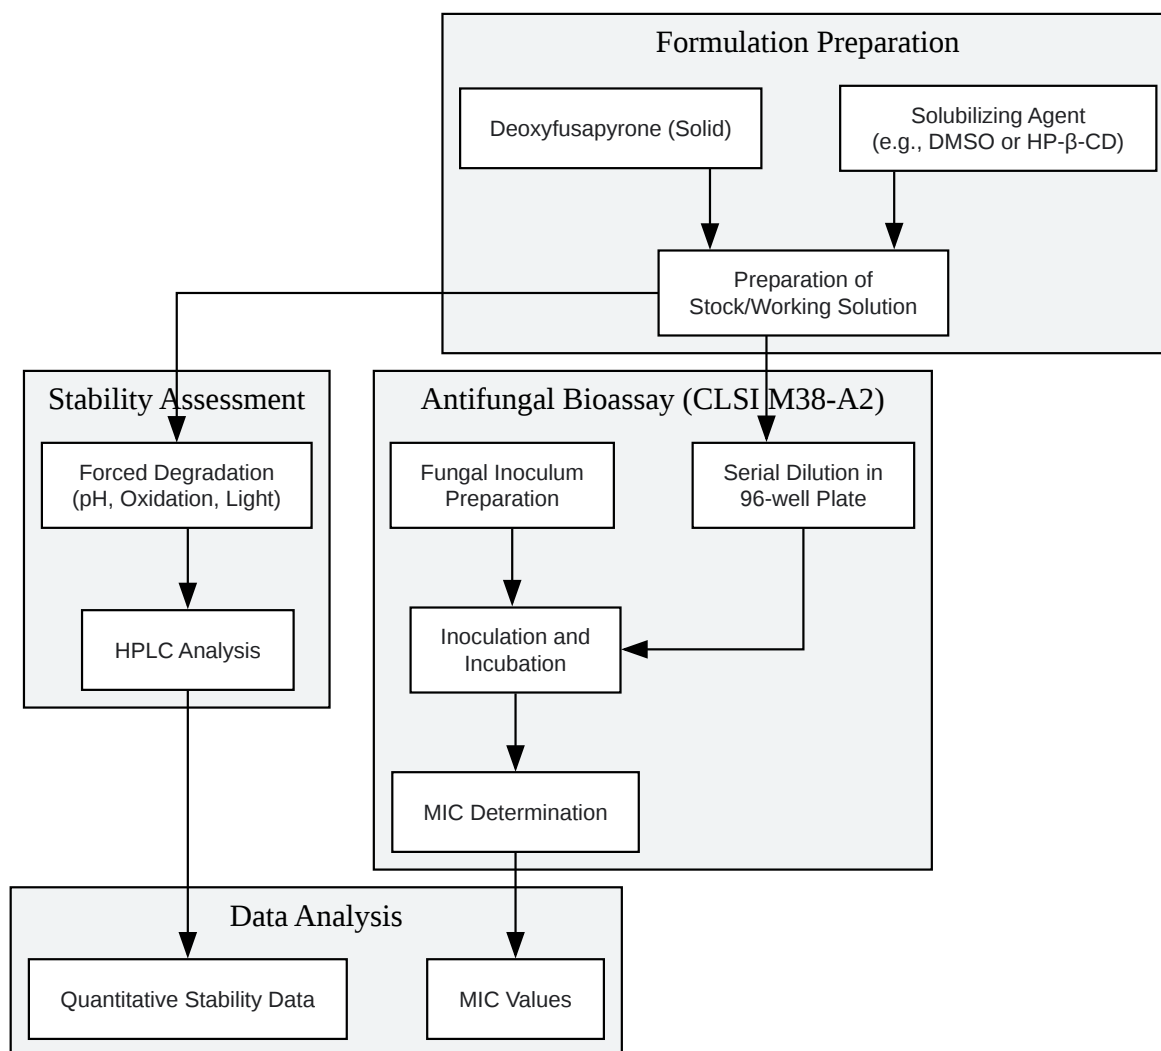 Formulation Preparation
Deoxyfusapyrone (Solid)
Solubilizing Agent
(e.g., DMSO or HP-β-CD)
Preparation of
Stock/Working Solution
Stability Assessment
Antifungal Bioassay (CLSI M38-A2)
Forced Degradation
(pH, Oxidation, Light)
Fungal Inoculum
Preparation
Serial Dilution in
96-well Plate
HPLC Analysis
Inoculation and
Incubation
MIC Determination
Data Analysis
Quantitative Stability Data
MIC Values